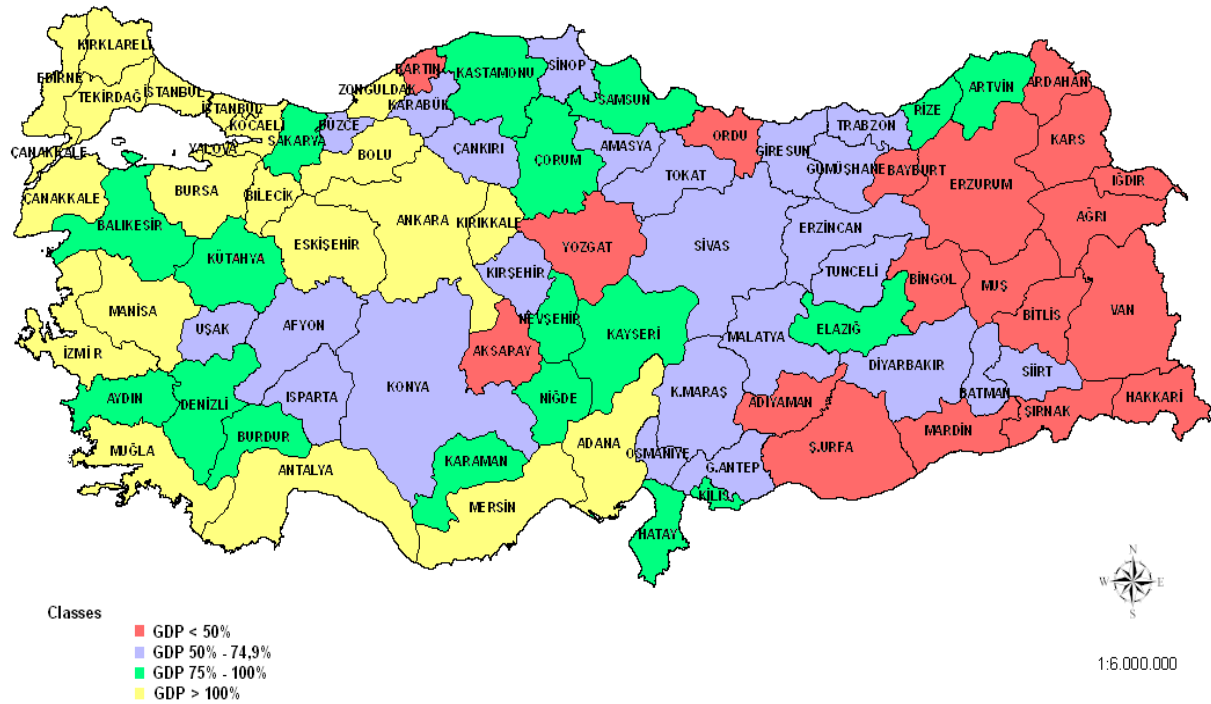 KIRKLARELİ
EDİRNE
TEKİRDAĞ
İSTANBUL
İSTANBUL
KOCAELİ
YALOVA
SAKARYA
DÜZCE
ZONGULDAK
BARTIN
KARABÜK
KASTAMONU
SİNOP
SAMSUN
ORDU
GİRESUN
TRABZON
RİZE
ARTVİN
ARDAHAN
KARS
IĞDIR
AĞRI
ERZURUM
BAYBURT
GÜMÜŞHANE
ÇANAKKALE
ÇANAKKALE
BALIKESİR
BURSA
BİLECİK
BOLU
ÇANKIRI
ÇORUM
AMASYA
TOKAT
SİVAS
ERZİNCAN
TUNCELİ
BİNGOL
MUŞ
BİTLİS
VAN
KÜTAHYA
ESKİŞEHİR
ANKARA
KIRIKKALE
KIRŞEHİR
YOZGAT
MANİSA
İZMİR
UŞAK
AFYON
AKSARAY
NEVŞEHİR
KAYSERİ
MALATYA
ELAZIĞ
DİYARBAKIR
BATMAN
SİİRT
ŞIRNAK
HAKKARİ
AYDIN
DENİZLİ
ISPARTA
BURDUR
KONYA
NİĞDE
K.MARAŞ
ADIYAMAN
Ş.URFA
MARDİN
MUĞLA
ANTALYA
KARAMAN
MERSİN
ADANA
OSMANİYE
G.ANTEP
KİLİS
HATAY
N
W
E
S
Classes
GDP < 50%
GDP 50% - 74,9%
GDP 75% - 100%
GDP > 100%
1:6.000.000